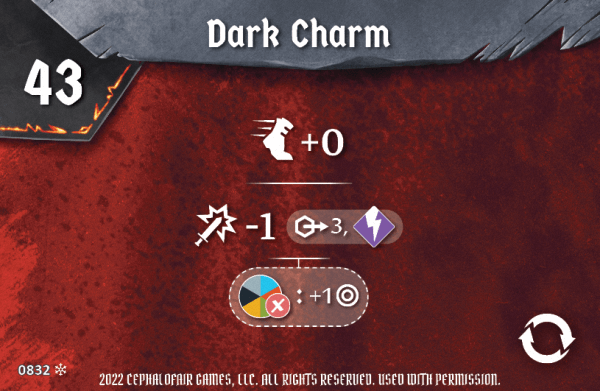 Dark Charm
43
+0
-1 3,
: +1
0832
2022 CEPHALOFAIR GAMES, LLC. ALL RIGHTS RESERVED. USED WITH PERMISSION.